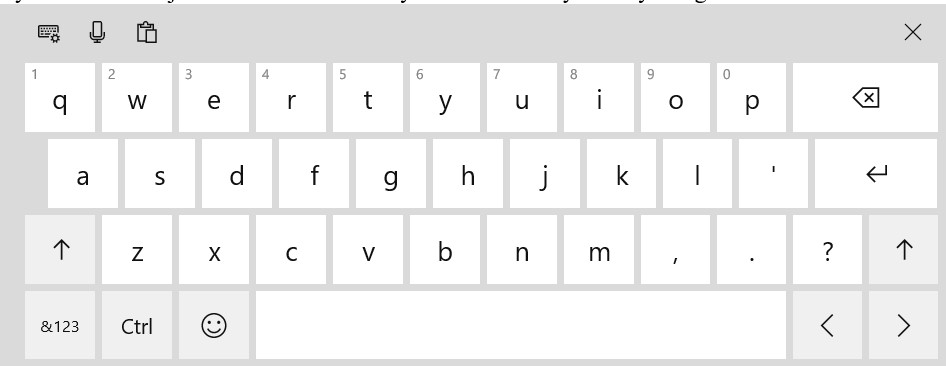 1 2 3 4 5 6 7 8 9 0
q w e r t y u i o p
a s d f g h j k l '
z x c v b n m , . ?
&123 Ctrl